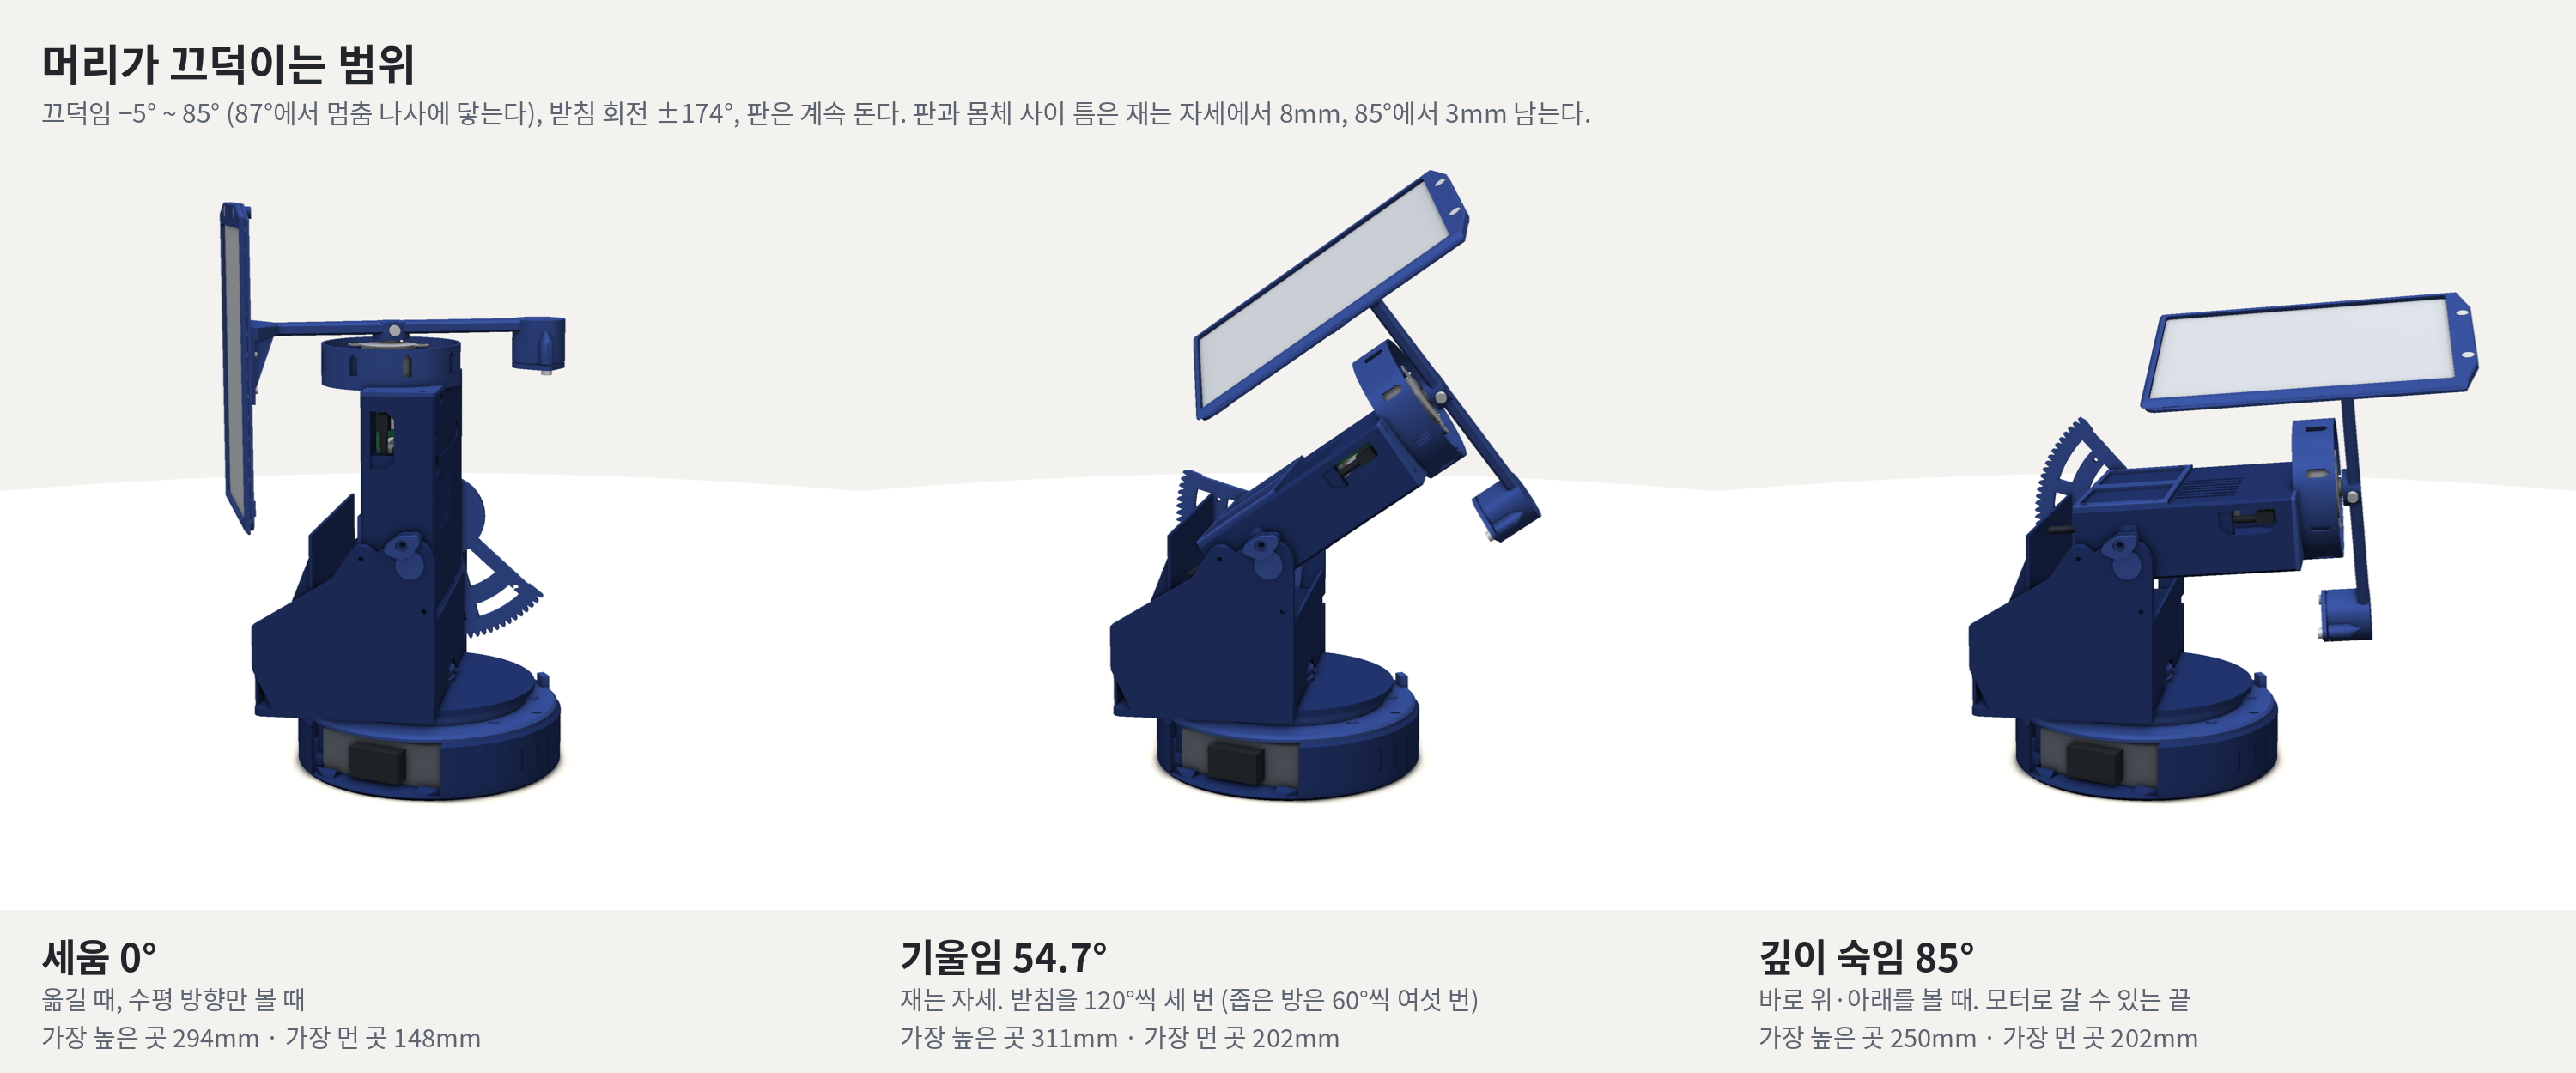 머리가 끄덕이는 범위
끄덕임 −5° ~ 85° (87°에서 멈춤 나사에 닿는다), 받침 회전 ±174°, 판은 계속 돈다. 판과 몸체 사이 틈은 재는 자세에서 8mm, 85°에서 3mm 남는다.
세움 0°
옮길 때, 수평 방향만 볼 때
가장 높은 곳 294mm · 가장 먼 곳 148mm
기울임 54.7°
재는 자세. 받침을 120°씩 세 번 (좁은 방은 60°씩 여섯 번)
가장 높은 곳 311mm · 가장 먼 곳 202mm
깊이 숙임 85°
바로 위·아래를 볼 때. 모터로 갈 수 있는 끝
가장 높은 곳 250mm · 가장 먼 곳 202mm